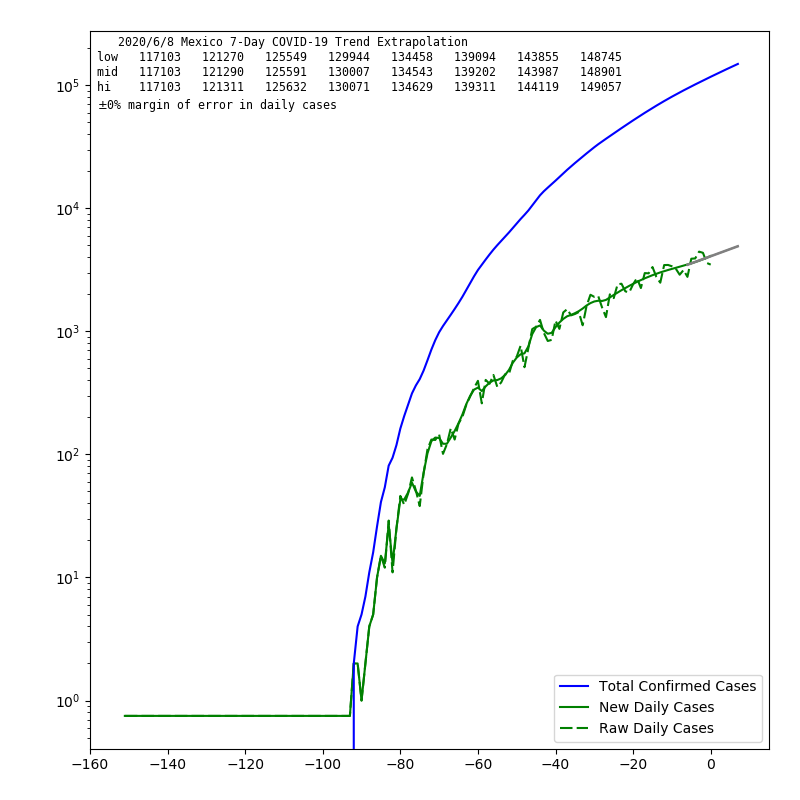 2020/6/8 Mexico 7-Day COVID-19 Trend Extrapolation
low 117103 121270 125549 129944 134458 139094 143855 148745
mid 117103 121290 125591 130007 134543 139202 143987 148901
hi 117103 121311 125632 130071 134629 139311 144119 149057
±0% margin of error in daily cases
10^5
10^4
10^3
10^2
10^1
10^0
Total Confirmed Cases
New Daily Cases
Raw Daily Cases
−160 −140 −120 −100 −80 −60 −40 −20 0